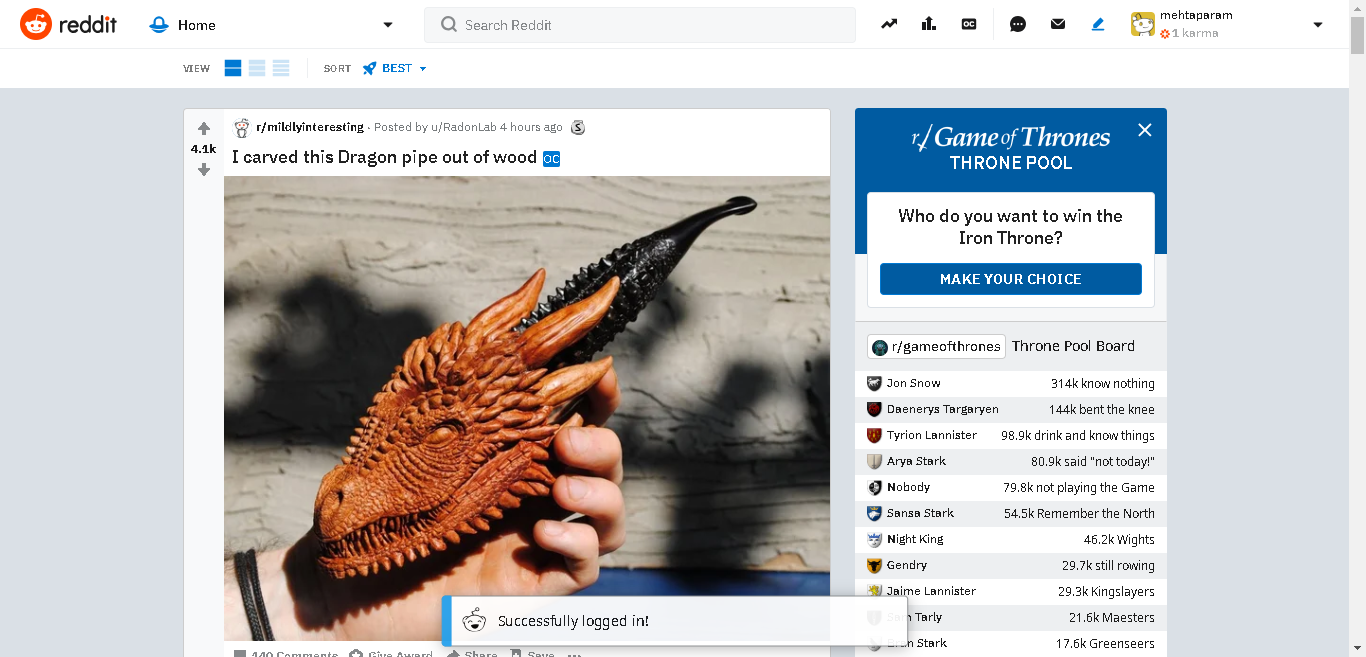 reddit
Home
Search Reddit
OC
mehtaparam
1 karma
VIEW
SORT
BEST
r/mildlyinteresting · Posted by u/RadonLab 4 hours ago
S
4.1k
I carved this Dragon pipe out of wood OC
140 Comments
Give Award
Share
Save
r/Game of Thrones
THRONE POOL
Who do you want to win the
Iron Throne?
MAKE YOUR CHOICE
r/gameofthrones Throne Pool Board
Jon Snow 314k know nothing
Daenerys Targaryen 144k bent the knee
Tyrion Lannister 98.9k drink and know things
Arya Stark 80.9k said "not today!"
Nobody 79.8k not playing the Game
Sansa Stark 54.5k Remember the North
Night King 46.2k Wights
Gendry 29.7k still rowing
Jaime Lannister 29.3k Kingslayers
Sam Tarly 21.6k Maesters
Bran Stark 17.6k Greenseers
Successfully logged in!